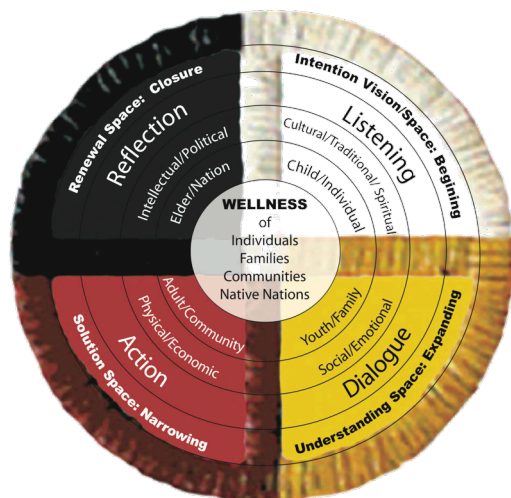 Renewal Space: Closure
Reflection
Intellectual/Political
Elder/Nation
Intention Vision/Space: Begining
Listening
Cultural/Traditional/Spiritual
Child/Individual
WELLNESS
of
Individuals
Families
Communities
Native Nations
Adult/Community
Physical/Economic
Action
Solution Space: Narrowing
Youth/Family
Social/Emotional
Dialogue
Understanding Space: Expanding